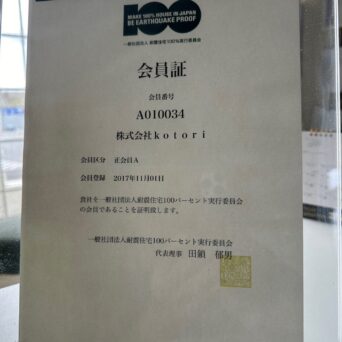 100
MAKE 100% HOUSE IN JAPAN
BE EARTHQUAKE PROOF
一般社団法人 耐震住宅100%実行委員会
会員証
会員番号
A010034
株式会社kotori
会員区分 正会員A
会員登録 2017年11月01日
貴社を一般社団法人耐震住宅100パーセント実行委員会
の会員であることを証明致します。
一般社団法人耐震住宅100パーセント実行委員会
代表理事 田鎖 郁男